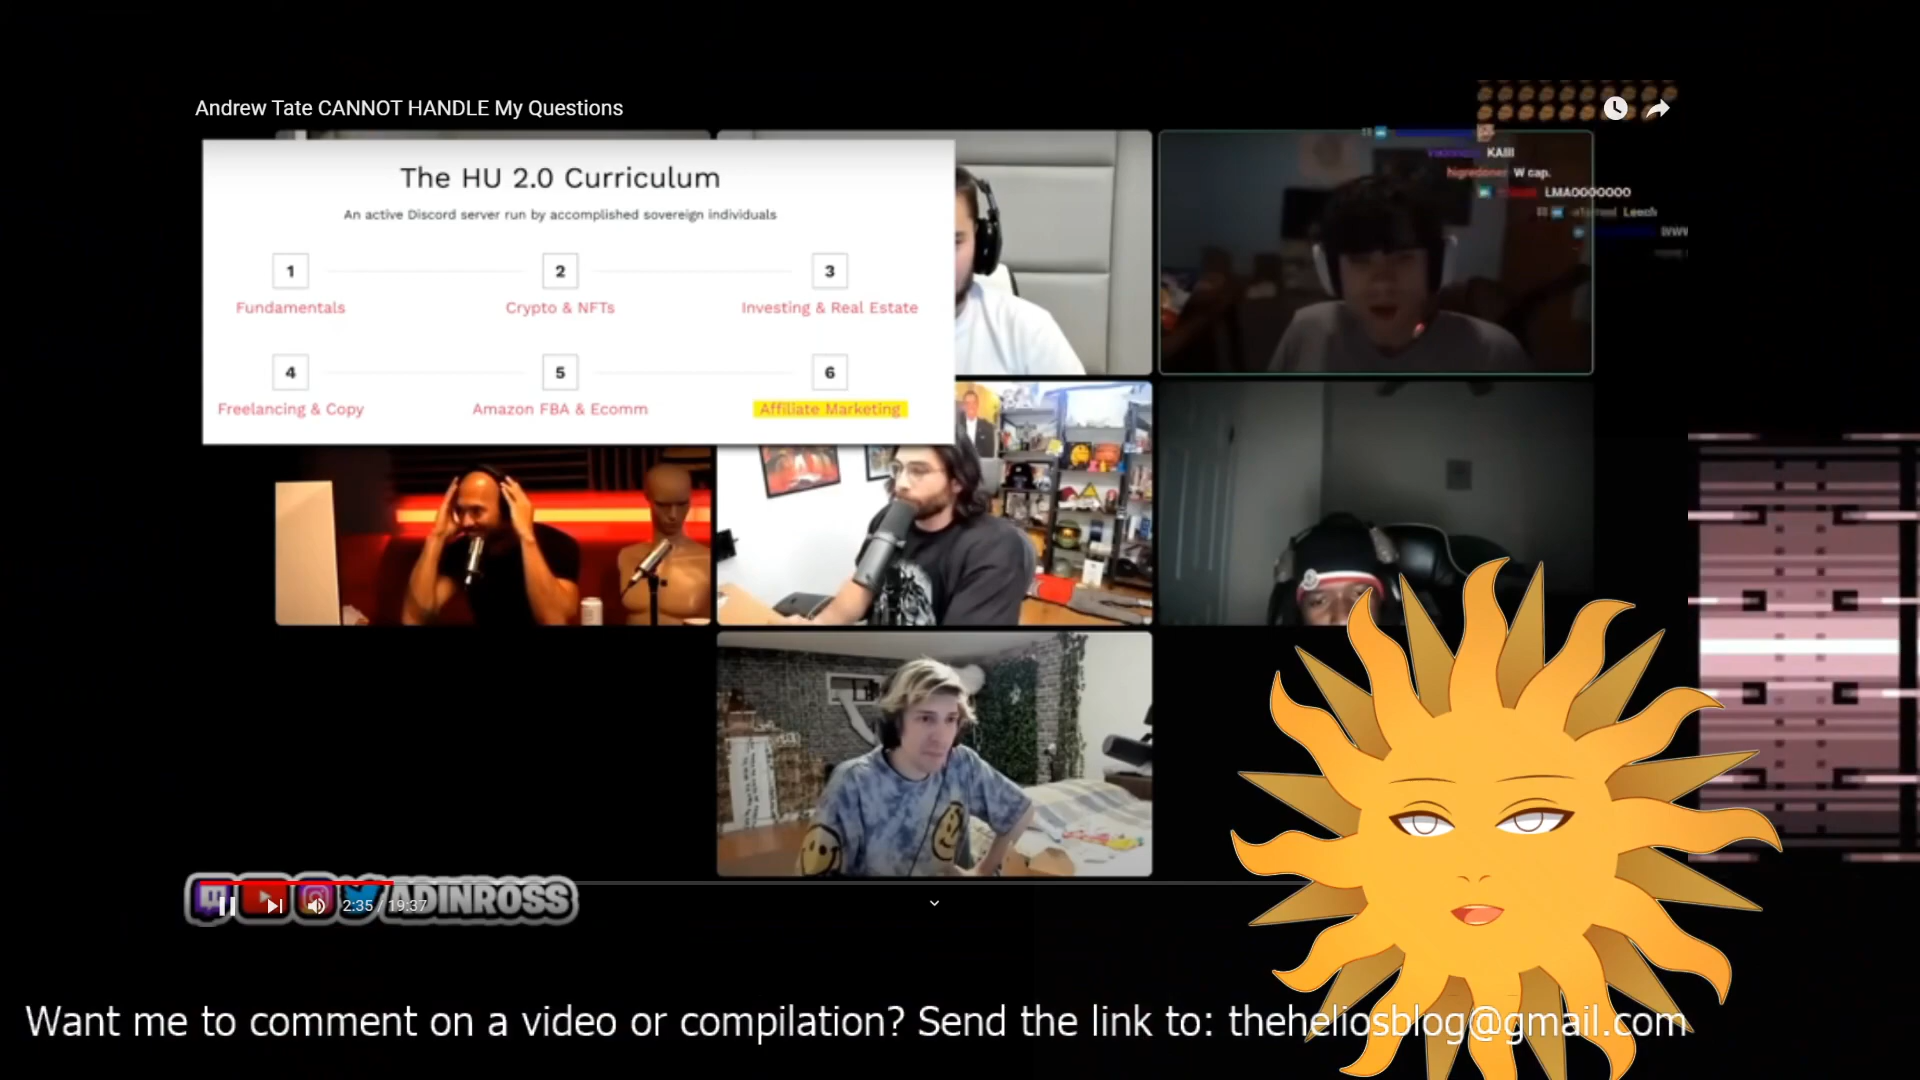 Andrew Tate CANNOT HANDLE My Questions
The HU 2.0 Curriculum
An active Discord server run by accomplished sovereign individuals
1
2
3
Fundamentals
Crypto & NFTs
Investing & Real Estate
4
5
6
Freelancing & Copy
Amazon FBA & Ecomm
Affiliate Marketing
KAIII
W cap.
LMAOOOOOOO
Leech
ADINROSS
2:35 / 19:37
Want me to comment on a video or compilation? Send the link to: theheliosblog@gmail.com